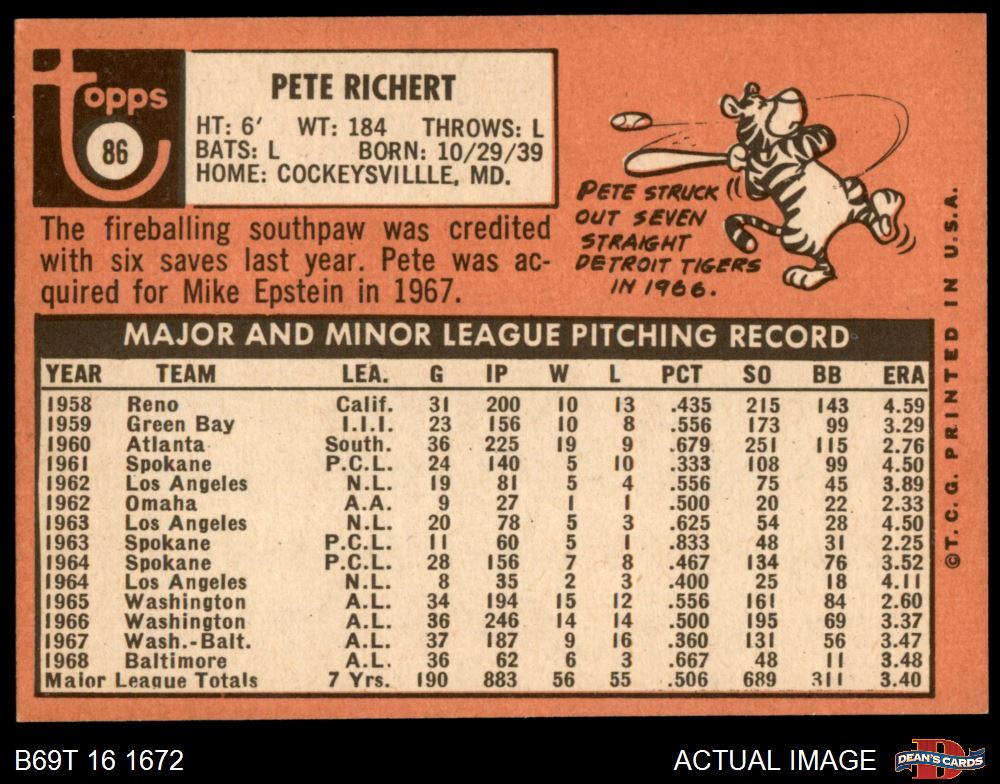 Topps
86
PETE RICHERT
HT: 6' WT: 184 THROWS: L
BATS: L BORN: 10/29/39
HOME: COCKEYSVILLLE, MD.
The fireballing southpaw was credited
with six saves last year. Pete was ac-
quired for Mike Epstein in 1967.
PETE STRUCK
OUT SEVEN
STRAIGHT
DETROIT TIGERS
IN 1966.
MAJOR AND MINOR LEAGUE PITCHING RECORD
YEAR TEAM LEA. G IP W L PCT SO BB ERA
1958 Reno Calif. 31 200 10 13 .435 215 143 4.59
1959 Green Bay I.I.I. 23 156 10 8 .556 173 99 3.29
1960 Atlanta South. 36 225 19 9 .679 251 115 2.76
1961 Spokane P.C.L. 24 140 5 10 .333 108 99 4.50
1962 Los Angeles N.L. 19 81 5 4 .556 75 45 3.89
1962 Omaha A.A. 9 27 1 1 .500 20 22 2.33
1963 Los Angeles N.L. 20 78 5 3 .625 54 28 4.50
1963 Spokane P.C.L. 11 60 5 1 .833 48 31 2.25
1964 Spokane P.C.L. 28 156 7 8 .467 134 76 3.52
1964 Los Angeles N.L. 8 35 2 3 .400 25 18 4.11
1965 Washington A.L. 34 194 15 12 .556 161 84 2.60
1966 Washington A.L. 36 246 14 14 .500 195 69 3.37
1967 Wash.-Balt. A.L. 37 187 9 16 .360 131 56 3.47
1968 Baltimore A.L. 36 62 6 3 .667 48 11 3.48
Major League Totals 7 Yrs. 190 883 56 55 .506 689 311 3.40
©T.C.G. PRINTED IN U.S.A.
B69T 16 1672
ACTUAL IMAGE
D
DEAN'S CARDS